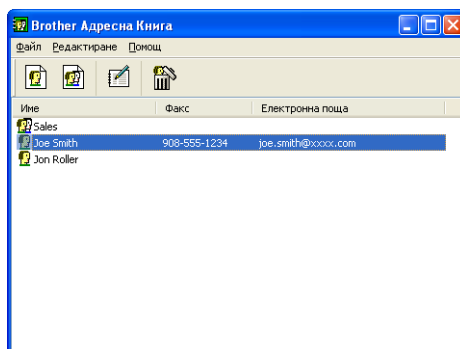 Brother Адресна Книга
Файл Редактиране Помощ
Име Факс Електронна поща
Sales
Joe Smith 908-555-1234 joe.smith@xxxx.com
Jon Roller